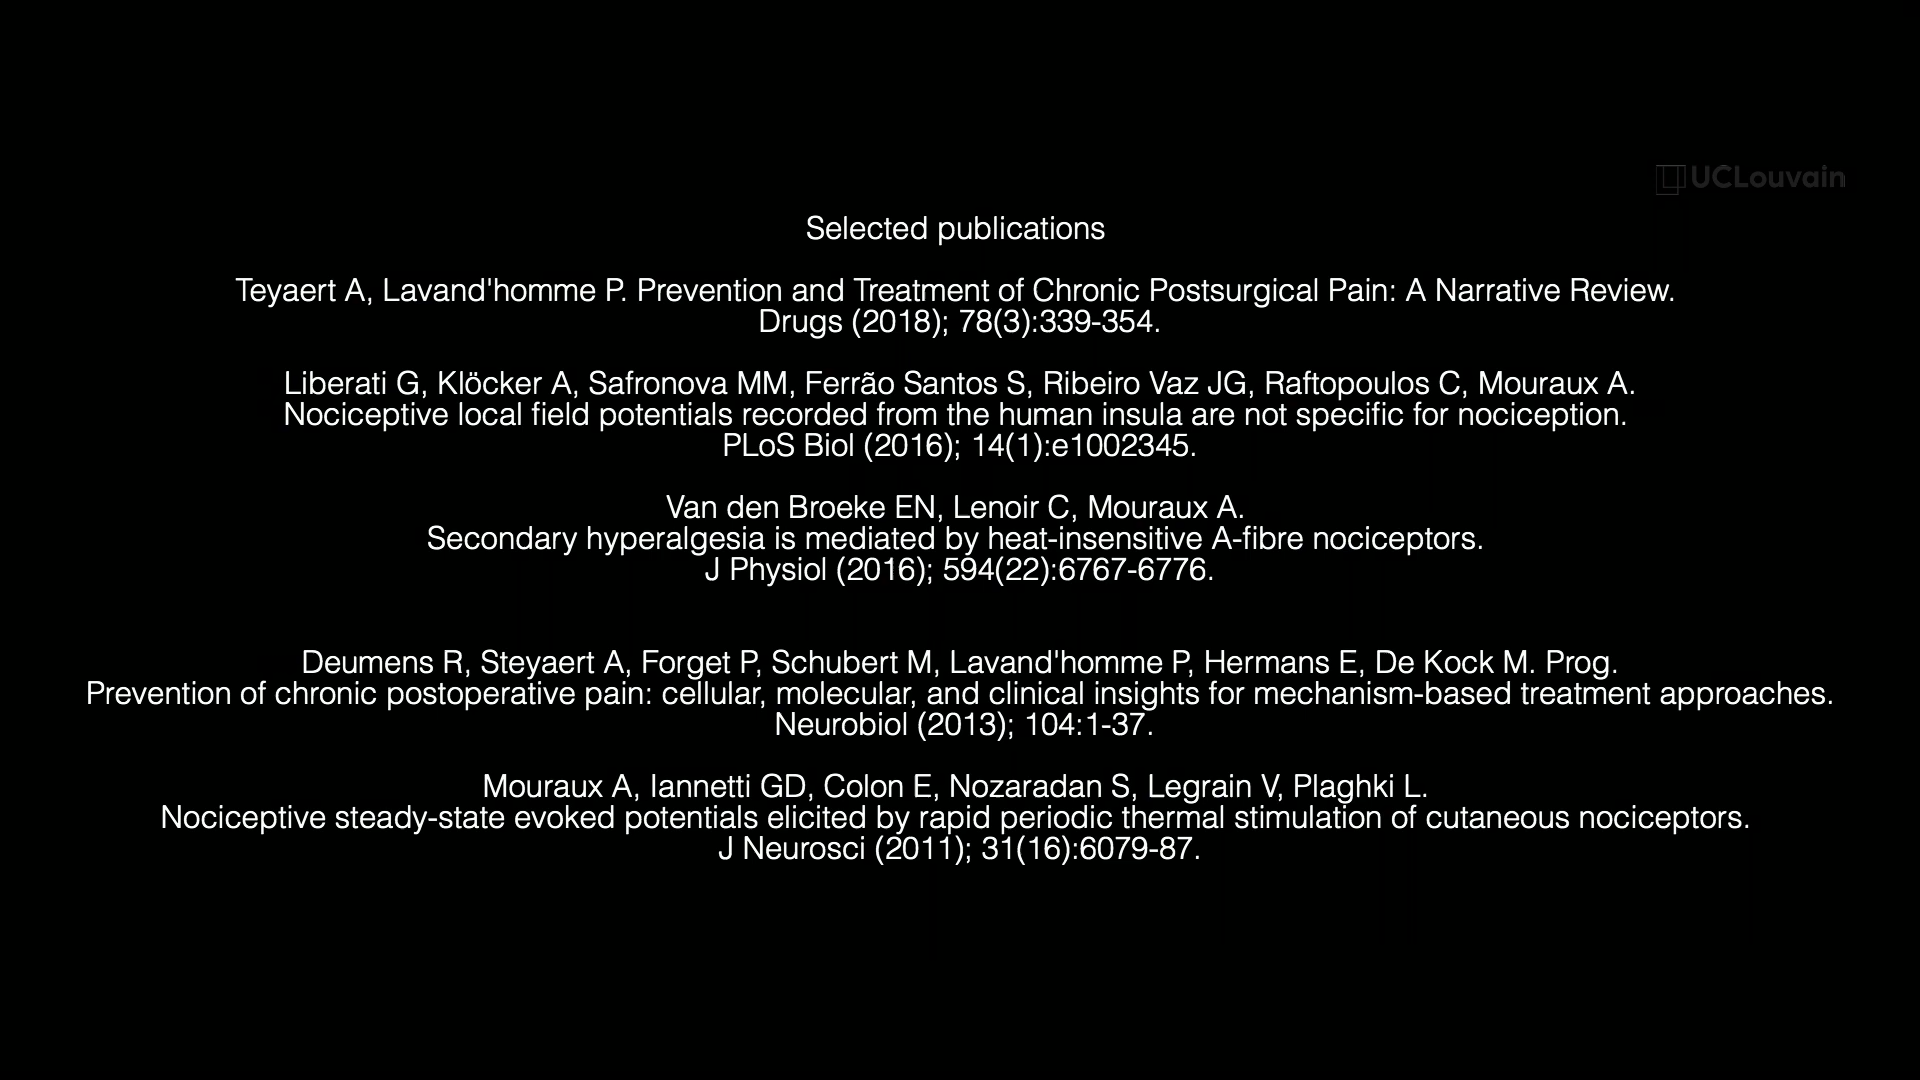 UCLouvain
Selected publications
Teyaert A, Lavand'homme P. Prevention and Treatment of Chronic Postsurgical Pain: A Narrative Review.
Drugs (2018); 78(3):339-354.
Liberati G, Klöcker A, Safronova MM, Ferrão Santos S, Ribeiro Vaz JG, Raftopoulos C, Mouraux A.
Nociceptive local field potentials recorded from the human insula are not specific for nociception.
PLoS Biol (2016); 14(1):e1002345.
Van den Broeke EN, Lenoir C, Mouraux A.
Secondary hyperalgesia is mediated by heat-insensitive A-fibre nociceptors.
J Physiol (2016); 594(22):6767-6776.
Deumens R, Steyaert A, Forget P, Schubert M, Lavand'homme P, Hermans E, De Kock M. Prog.
Prevention of chronic postoperative pain: cellular, molecular, and clinical insights for mechanism-based treatment approaches.
Neurobiol (2013); 104:1-37.
Mouraux A, Iannetti GD, Colon E, Nozaradan S, Legrain V, Plaghki L.
Nociceptive steady-state evoked potentials elicited by rapid periodic thermal stimulation of cutaneous nociceptors.
J Neurosci (2011); 31(16):6079-87.